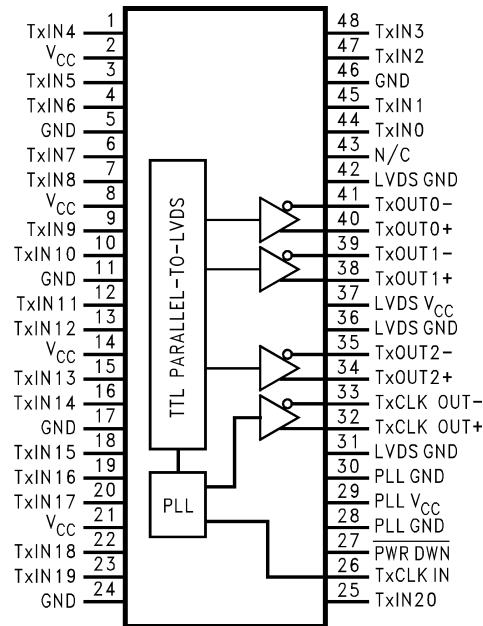 TxIN4 1
VCC 2
TxIN5 3
TxIN6 4
GND 5
TxIN7 6
TxIN8 7
VCC 8
TxIN9 9
TxIN10 10
GND 11
TxIN11 12
TxIN12 13
VCC 14
TxIN13 15
TxIN14 16
GND 17
TxIN15 18
TxIN16 19
TxIN17 20
VCC 21
TxIN18 22
TxIN19 23
GND 24
TTL PARALLEL-TO-LVDS
PLL
48 TxIN3
47 TxIN2
46 GND
45 TxIN1
44 TxIN0
43 N/C
42 LVDS GND
41 TxOUT0-
40 TxOUT0+
39 TxOUT1-
38 TxOUT1+
37 LVDS VCC
36 LVDS GND
35 TxOUT2-
34 TxOUT2+
33 TxCLK OUT-
32 TxCLK OUT+
31 LVDS GND
30 PLL GND
29 PLL VCC
28 PLL GND
27 PWR DWN
26 TxCLK IN
25 TxIN20